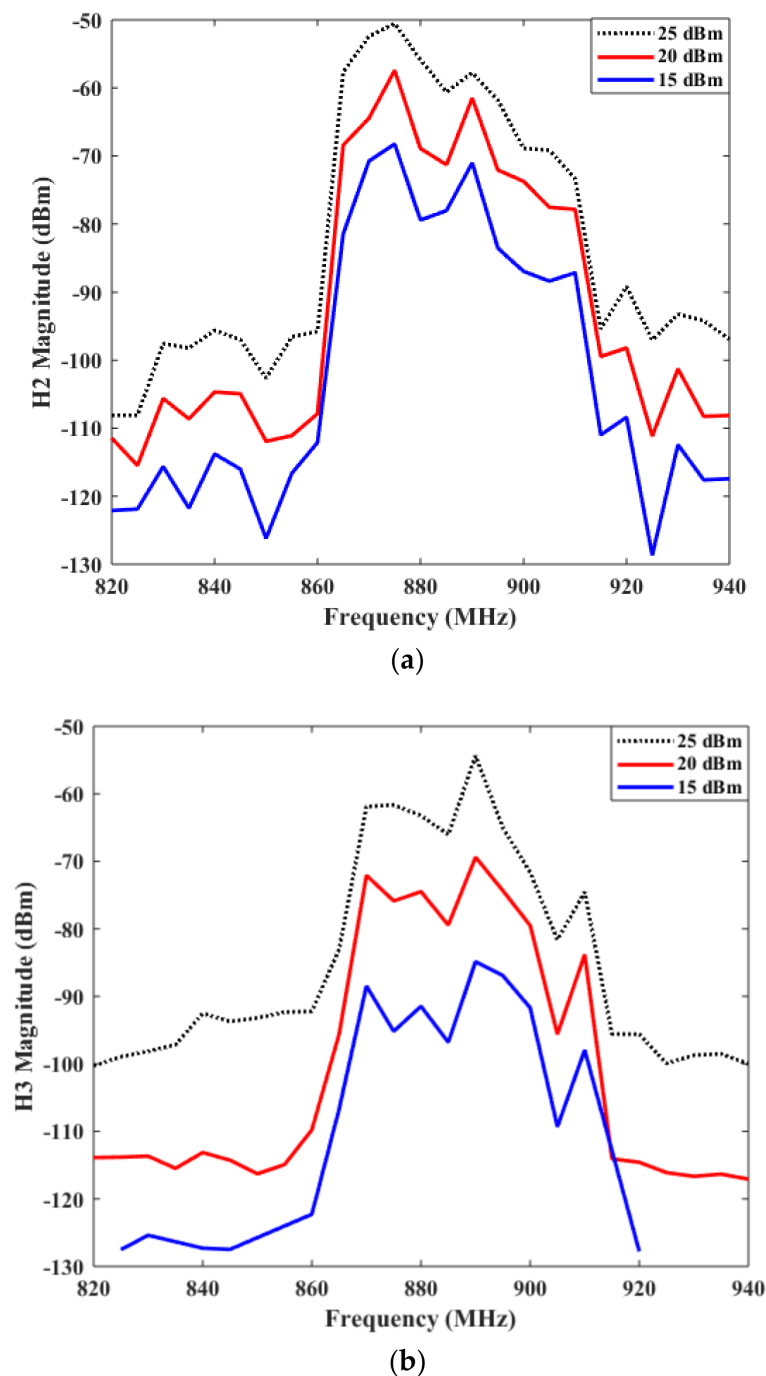 -50
25 dBm
20 dBm
15 dBm
-60
-70
-80
-90
-100
-110
-120
-130
H2 Magnitude (dBm)
820 840 860 880 900 920 940
Frequency (MHz)
(a)
-50
25 dBm
20 dBm
15 dBm
-60
-70
-80
-90
-100
-110
-120
-130
H3 Magnitude (dBm)
820 840 860 880 900 920 940
Frequency (MHz)
(b)